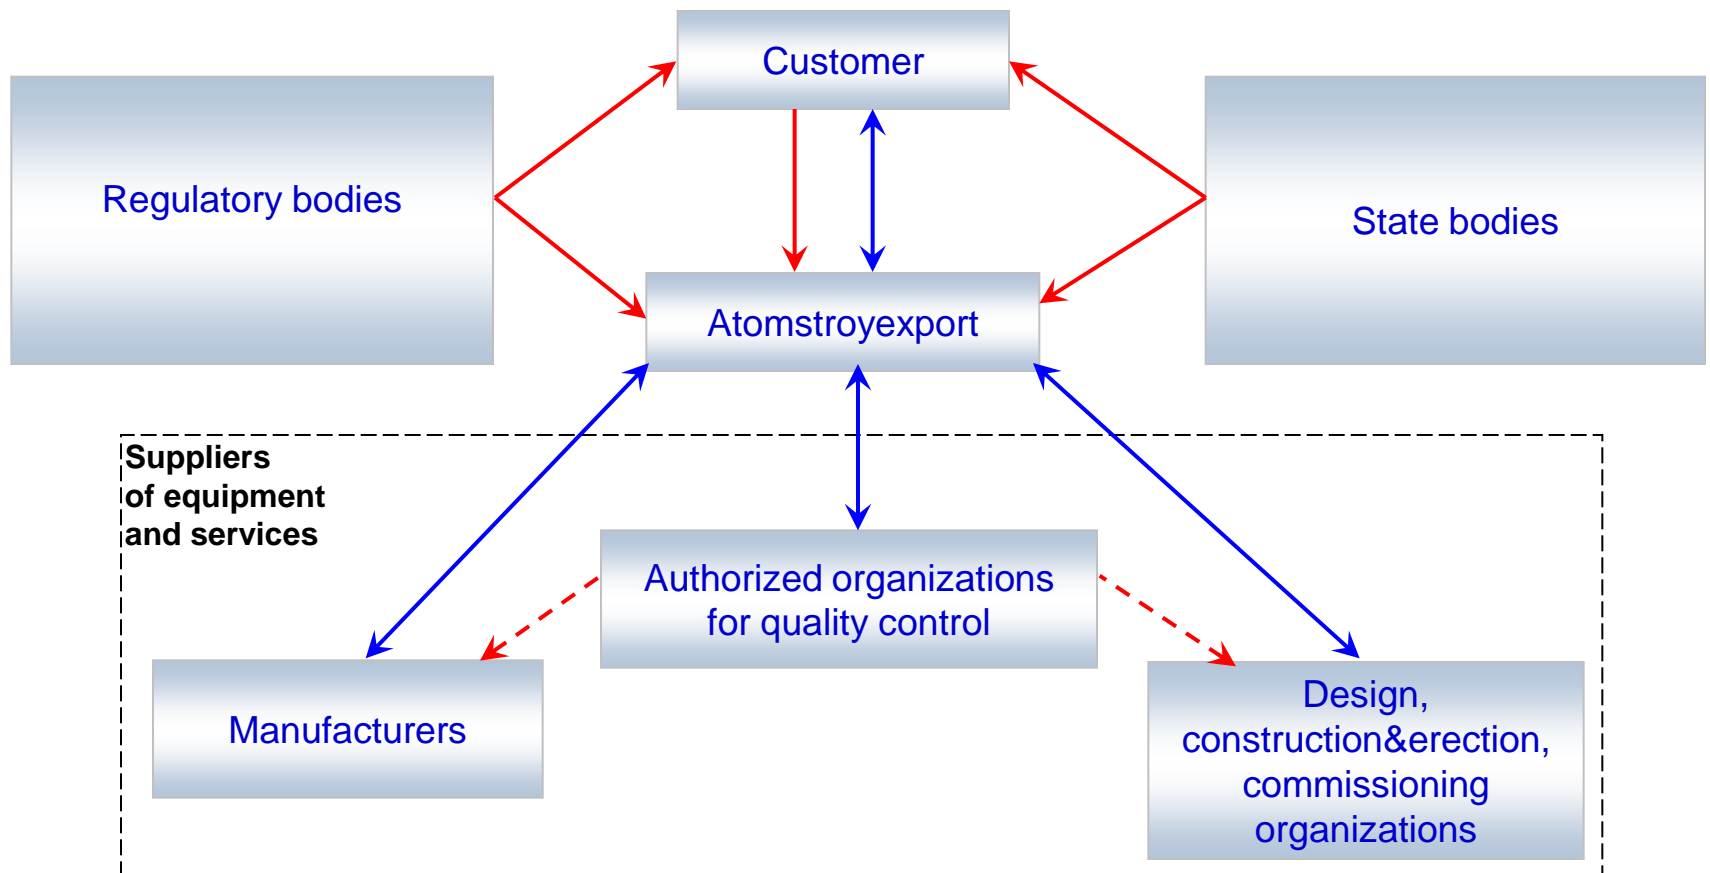 Customer
Regulatory bodies
State bodies
Atomstroyexport
Suppliers
of equipment
and services
Authorized organizations
for quality control
Manufacturers
Design,
construction&erection,
commissioning
organizations